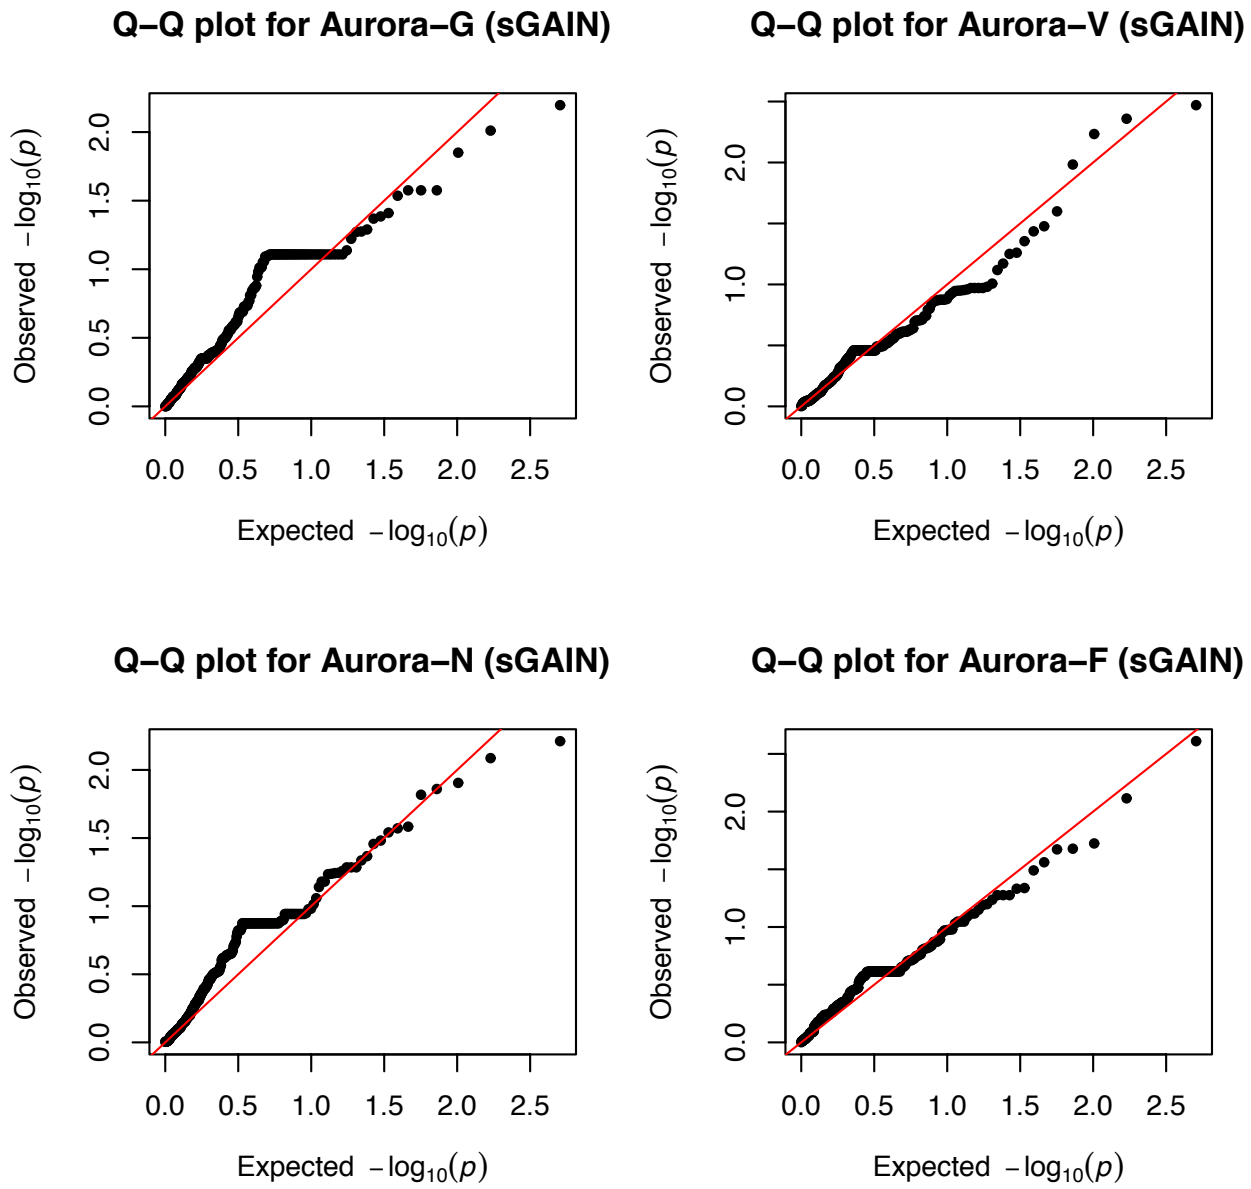 Q–Q plot for Aurora–G (sGAIN)
Observed −log10(p)
0.0 0.5 1.0 1.5 2.0
0.0 0.5 1.0 1.5 2.0 2.5
Expected −log10(p)
Q–Q plot for Aurora–V (sGAIN)
Observed −log10(p)
0.0 1.0 2.0
0.0 0.5 1.0 1.5 2.0 2.5
Expected −log10(p)
Q–Q plot for Aurora–N (sGAIN)
Observed −log10(p)
0.0 0.5 1.0 1.5 2.0
0.0 0.5 1.0 1.5 2.0 2.5
Expected −log10(p)
Q–Q plot for Aurora–F (sGAIN)
Observed −log10(p)
0.0 1.0 2.0
0.0 0.5 1.0 1.5 2.0 2.5
Expected −log10(p)